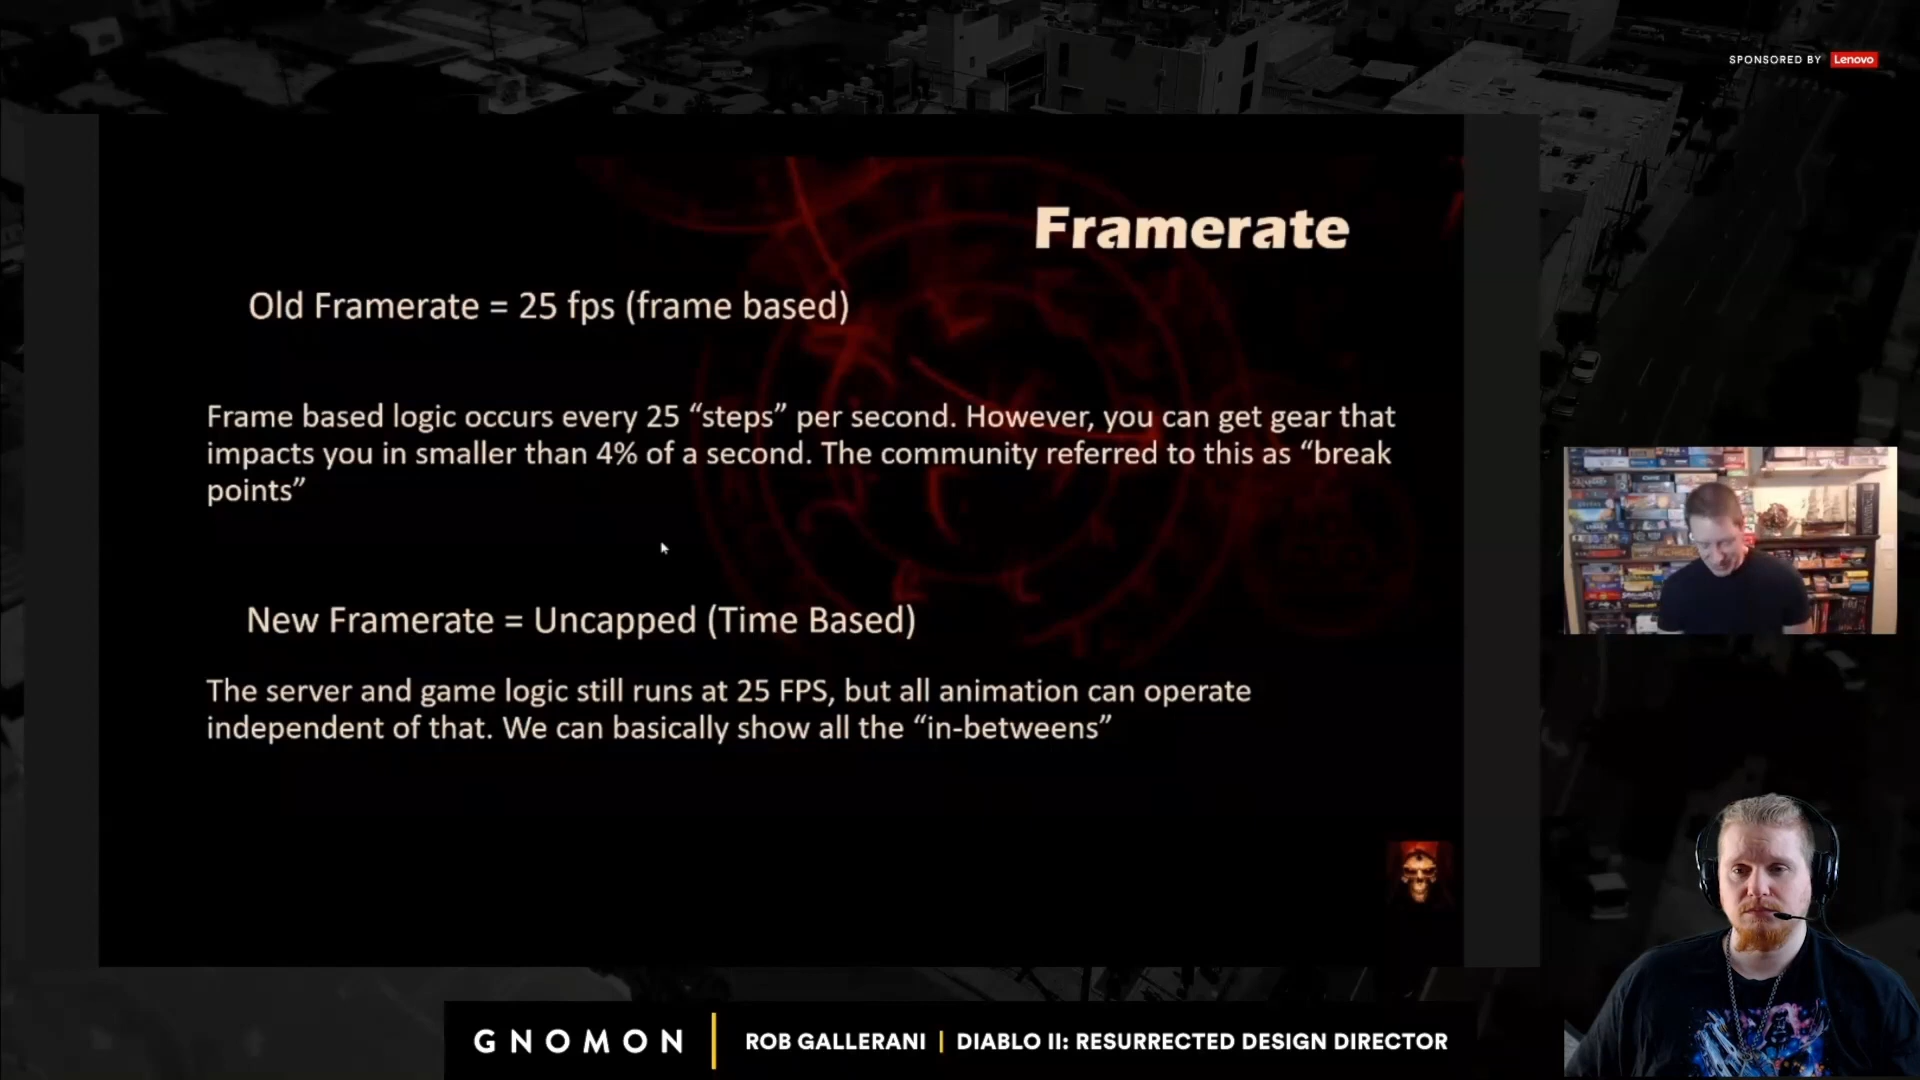 SPONSORED BY Lenovo
Framerate
Old Framerate = 25 fps (frame based)
Frame based logic occurs every 25 “steps” per second. However, you can get gear that
impacts you in smaller than 4% of a second. The community referred to this as “break
points”
New Framerate = Uncapped (Time Based)
The server and game logic still runs at 25 FPS, but all animation can operate
independent of that. We can basically show all the “in-betweens”
GNOMON | ROB GALLERANI | DIABLO II: RESURRECTED DESIGN DIRECTOR